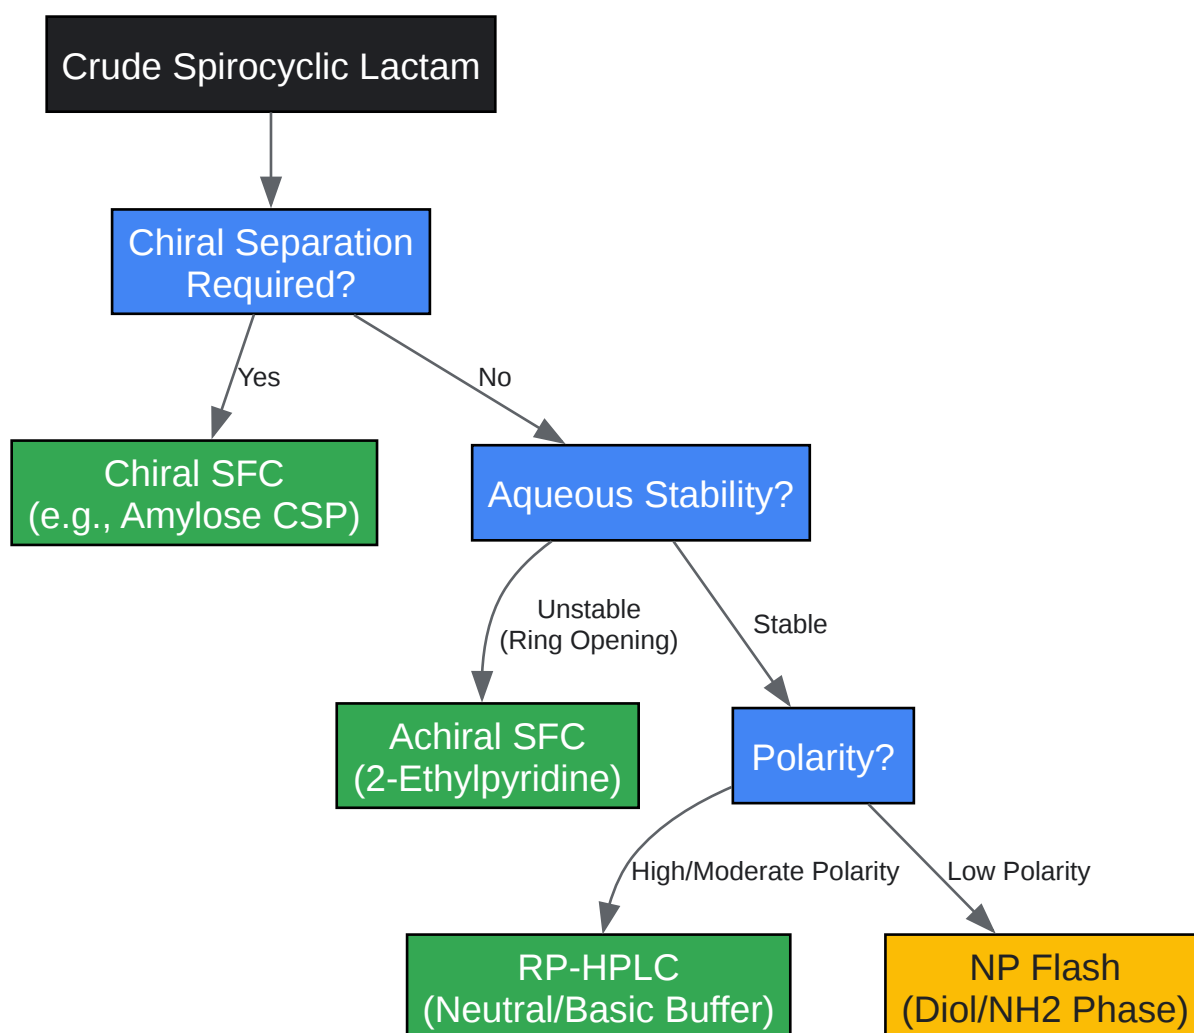 Crude Spirocyclic Lactam
Chiral Separation
Required?
Yes
No
Chiral SFC
(e.g., Amylose CSP)
Aqueous Stability?
Unstable
(Ring Opening)
Stable
Achiral SFC
(2-Ethylpyridine)
Polarity?
High/Moderate Polarity
Low Polarity
RP-HPLC
(Neutral/Basic Buffer)
NP Flash
(Diol/NH2 Phase)